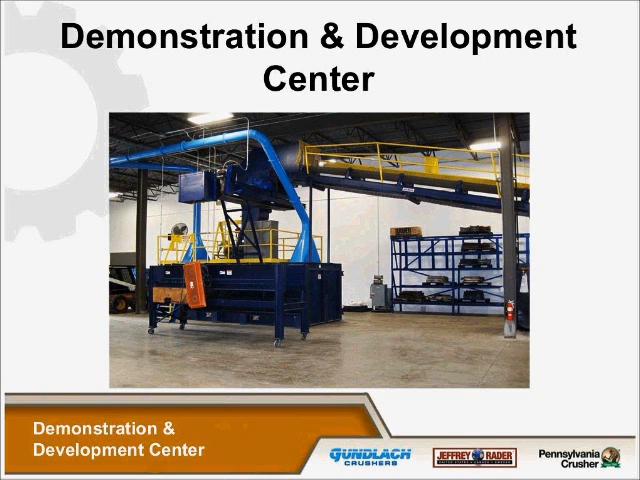 Demonstration & Development
Center
Demonstration &
Development Center
GUNDLACH
CRUSHERS
JEFFREY RADER
Pennsylvania
Crusher